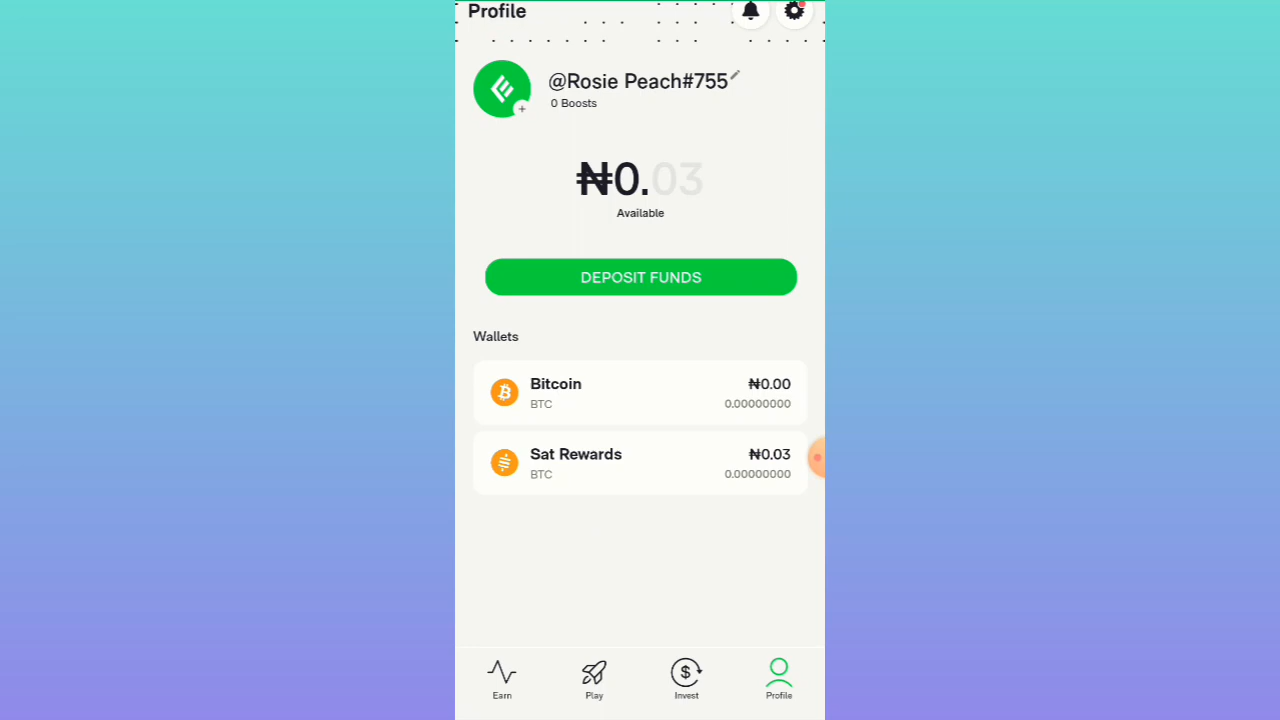 Profile
@Rosie Peach#755
0 Boosts
₦0.03
Available
DEPOSIT FUNDS
Wallets
Bitcoin ₦0.00
BTC 0.00000000
Sat Rewards ₦0.03
BTC 0.00000000
Earn Play Invest Profile